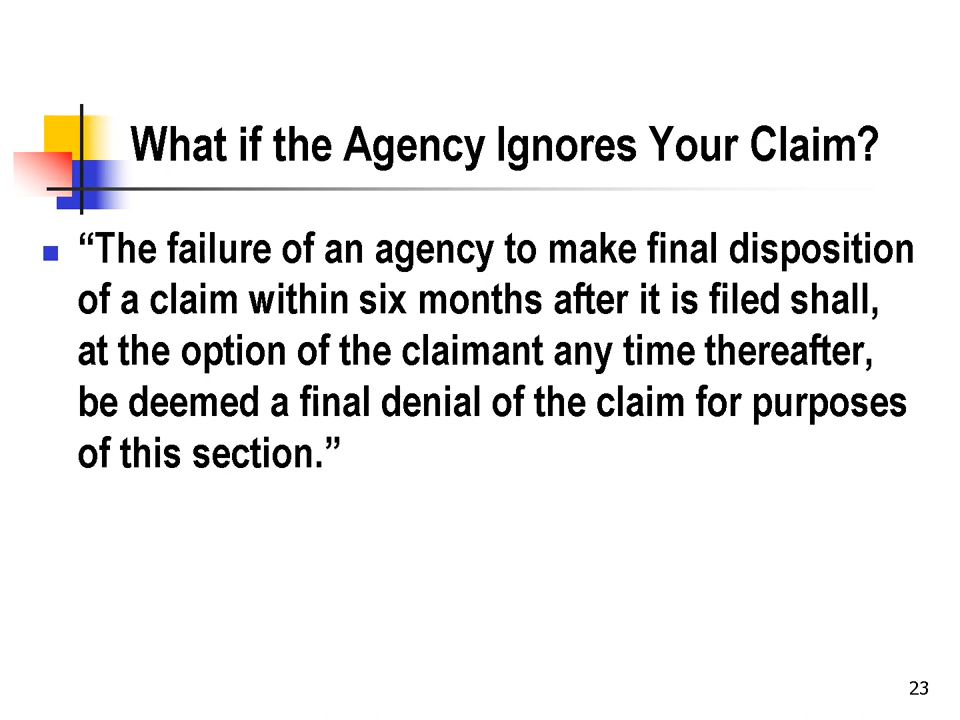 What if the Agency Ignores Your Claim?
“The failure of an agency to make final disposition
of a claim within six months after it is filed shall,
at the option of the claimant any time thereafter,
be deemed a final denial of the claim for purposes
of this section.”
23